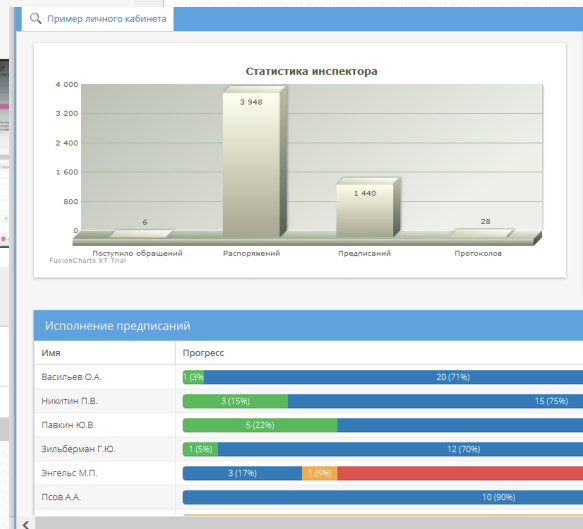 Пример личного кабинета
Статистика инспектора
4 000
3 200
2 400
1 600
800
0
6
3 948
1 440
28
Поступило обращений Распоряжений Предписаний Протоколов
FusionCharts XT Trial
Исполнение предписаний
Имя Прогресс
Васильев О.А. 1 (3% 20 (71%)
Никитин П.В. 3 (15%) 15 (75%)
Павкин Ю.В. 5 (22%)
Зильберман Г.Ю. 1 (5%) 12 (70%)
Энгельс М.П. 3 (17%) 1 (5%)
Псов А.А. 10 (90%)